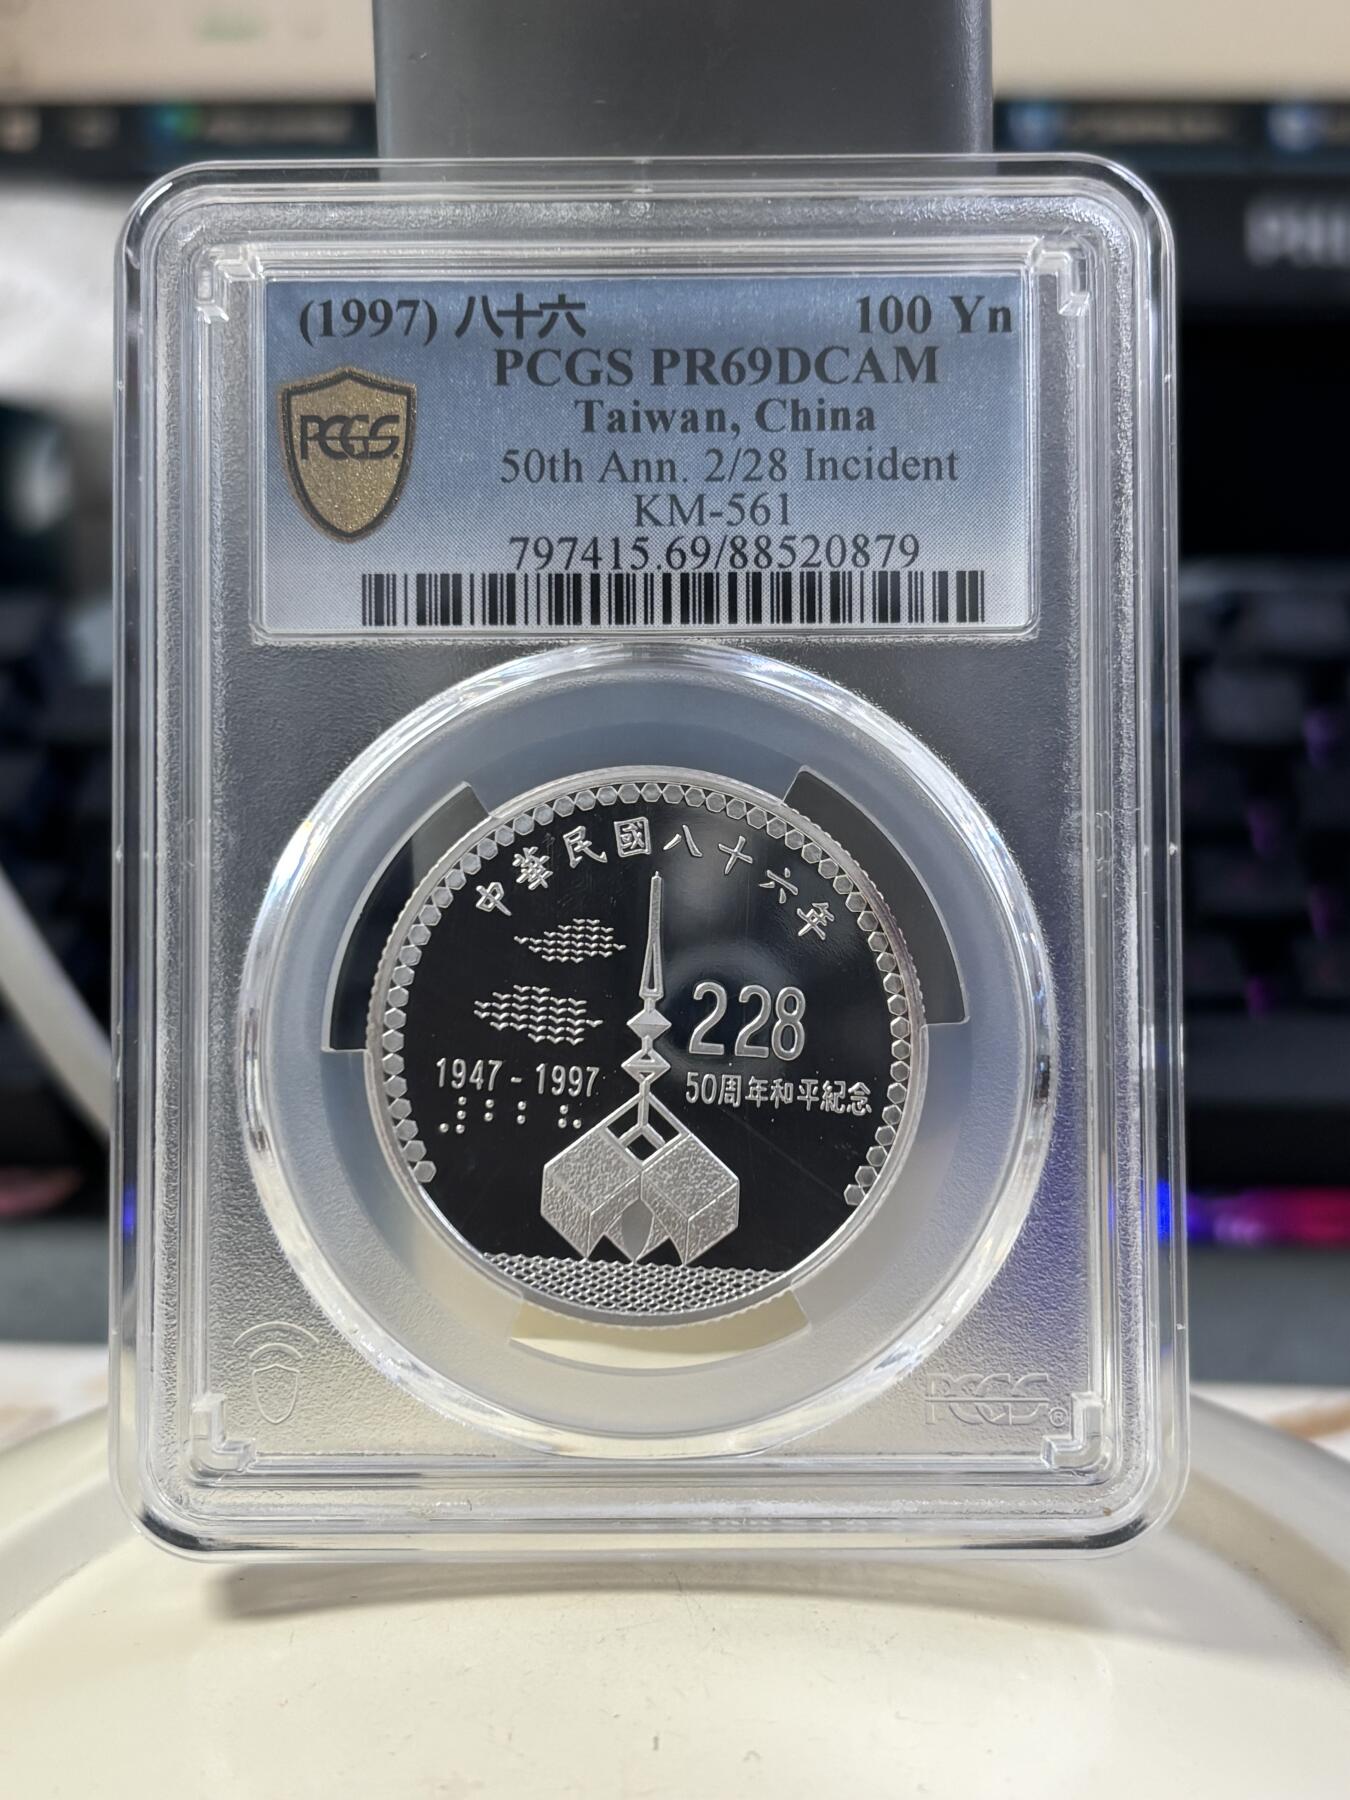 (1997) 八十六 100 Yn
PCGS PR69DCAM
PCGS
Taiwan, China
50th Ann. 2/28 Incident
KM-561
797415.69/88520879
中華民國八十六年
228
1947-1997
50周年和平紀念
PCGS®